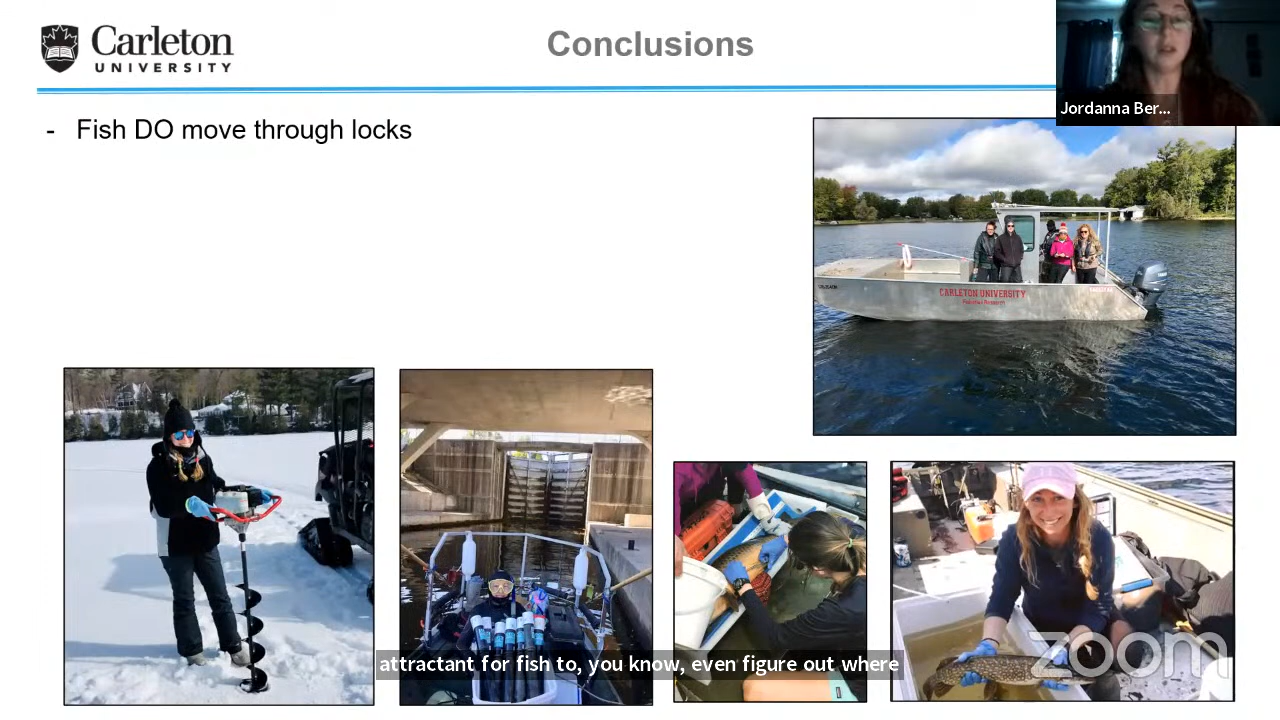 Carleton
UNIVERSITY
Conclusions
Jordanna Ber...
- Fish DO move through locks
CARLETON UNIVERSITY
attractant for fish to, you know, even figure out where
zoom